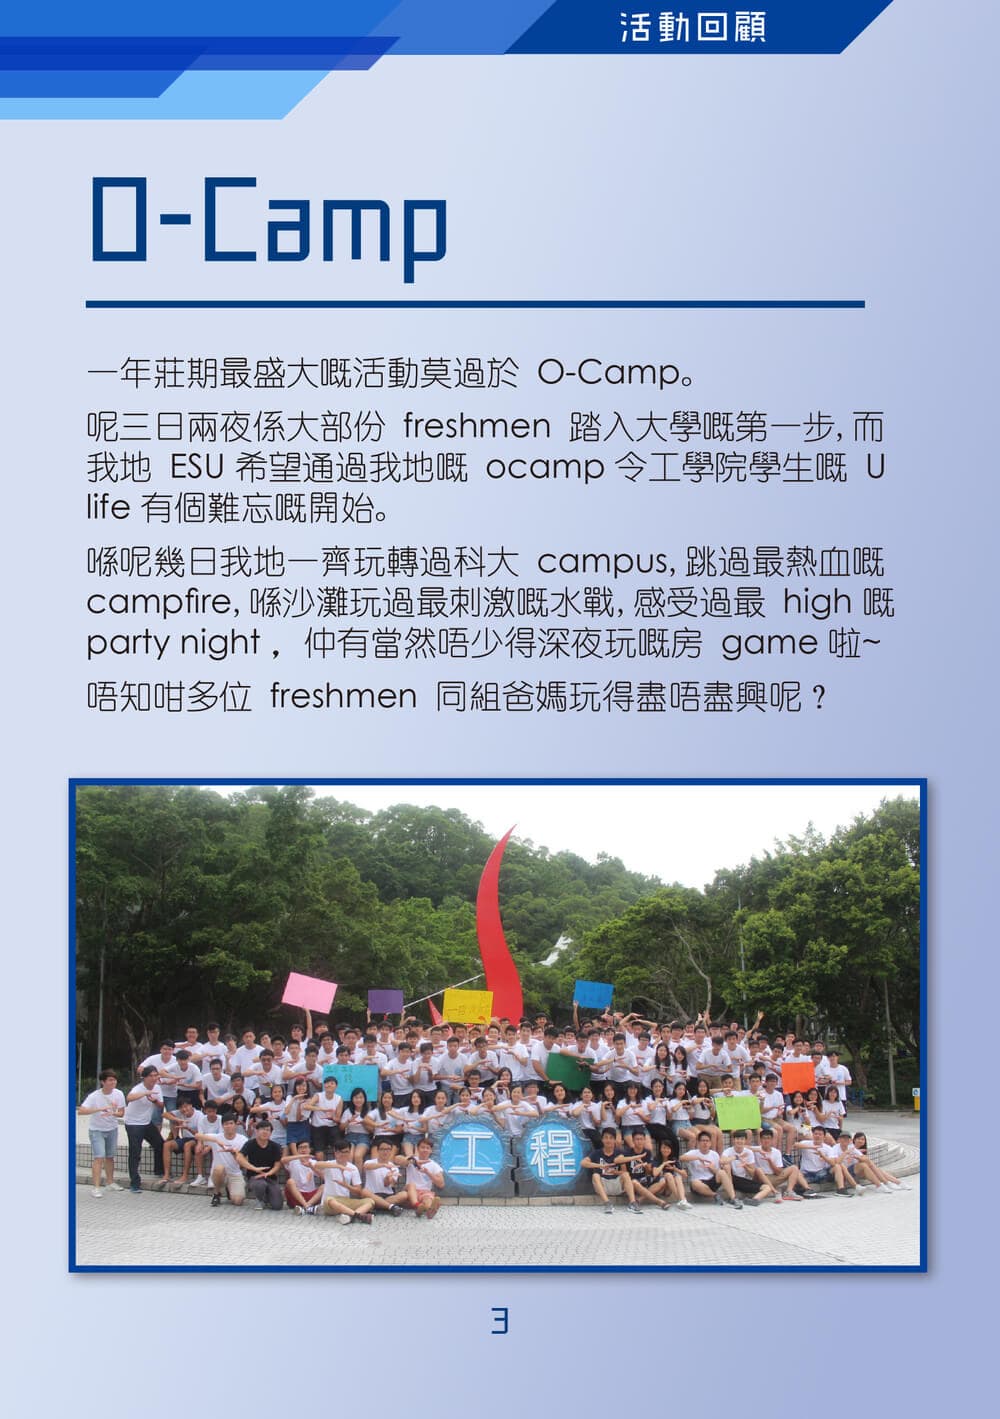 活動回顧
O-Camp
一年莊期最盛大嘅活動莫過於 O-Camp。
呢三日兩夜係大部份 freshmen 踏入大學嘅第一步, 而
我地 ESU 希望通過我地嘅 ocamp 令工學院學生嘅 U
life 有個難忘嘅開始。
喺呢幾日我地一齊玩轉過科大 campus, 跳過最熱血嘅
campfire, 喺沙灘玩過最刺激嘅水戰, 感受過最 high 嘅
party night ， 仲有當然唔少得深夜玩嘅房 game 啦~
唔知咁多位 freshmen 同組爸媽玩得盡唔盡興呢？
工程
3